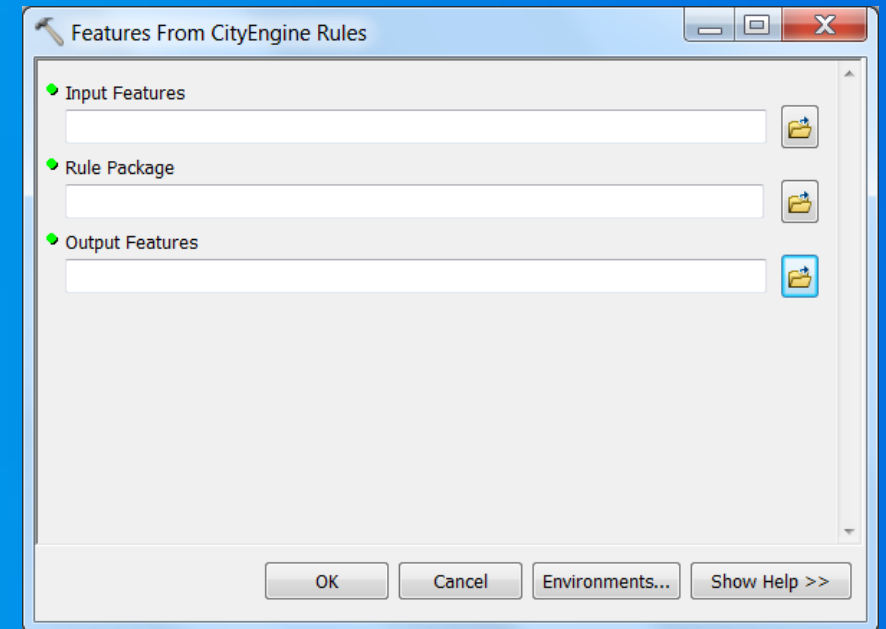 Features From CityEngine Rules
Input Features
Rule Package
Output Features
OK Cancel Environments... Show Help >>